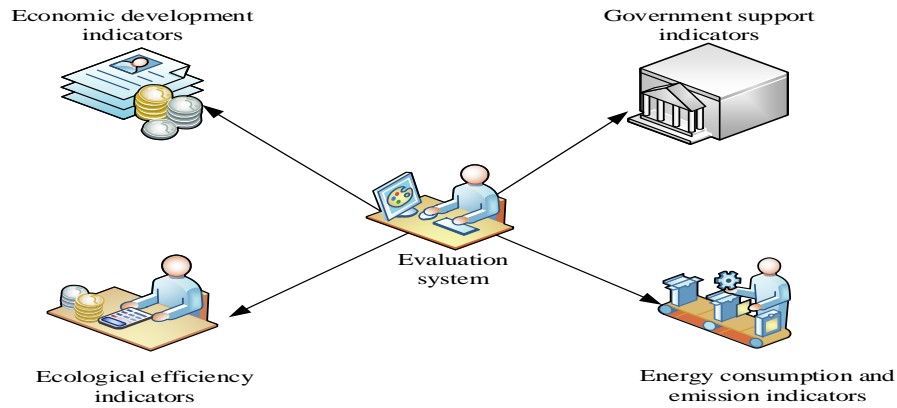 Economic development
indicators
Government support
indicators
Evaluation
system
Ecological efficiency
indicators
Energy consumption and
emission indicators